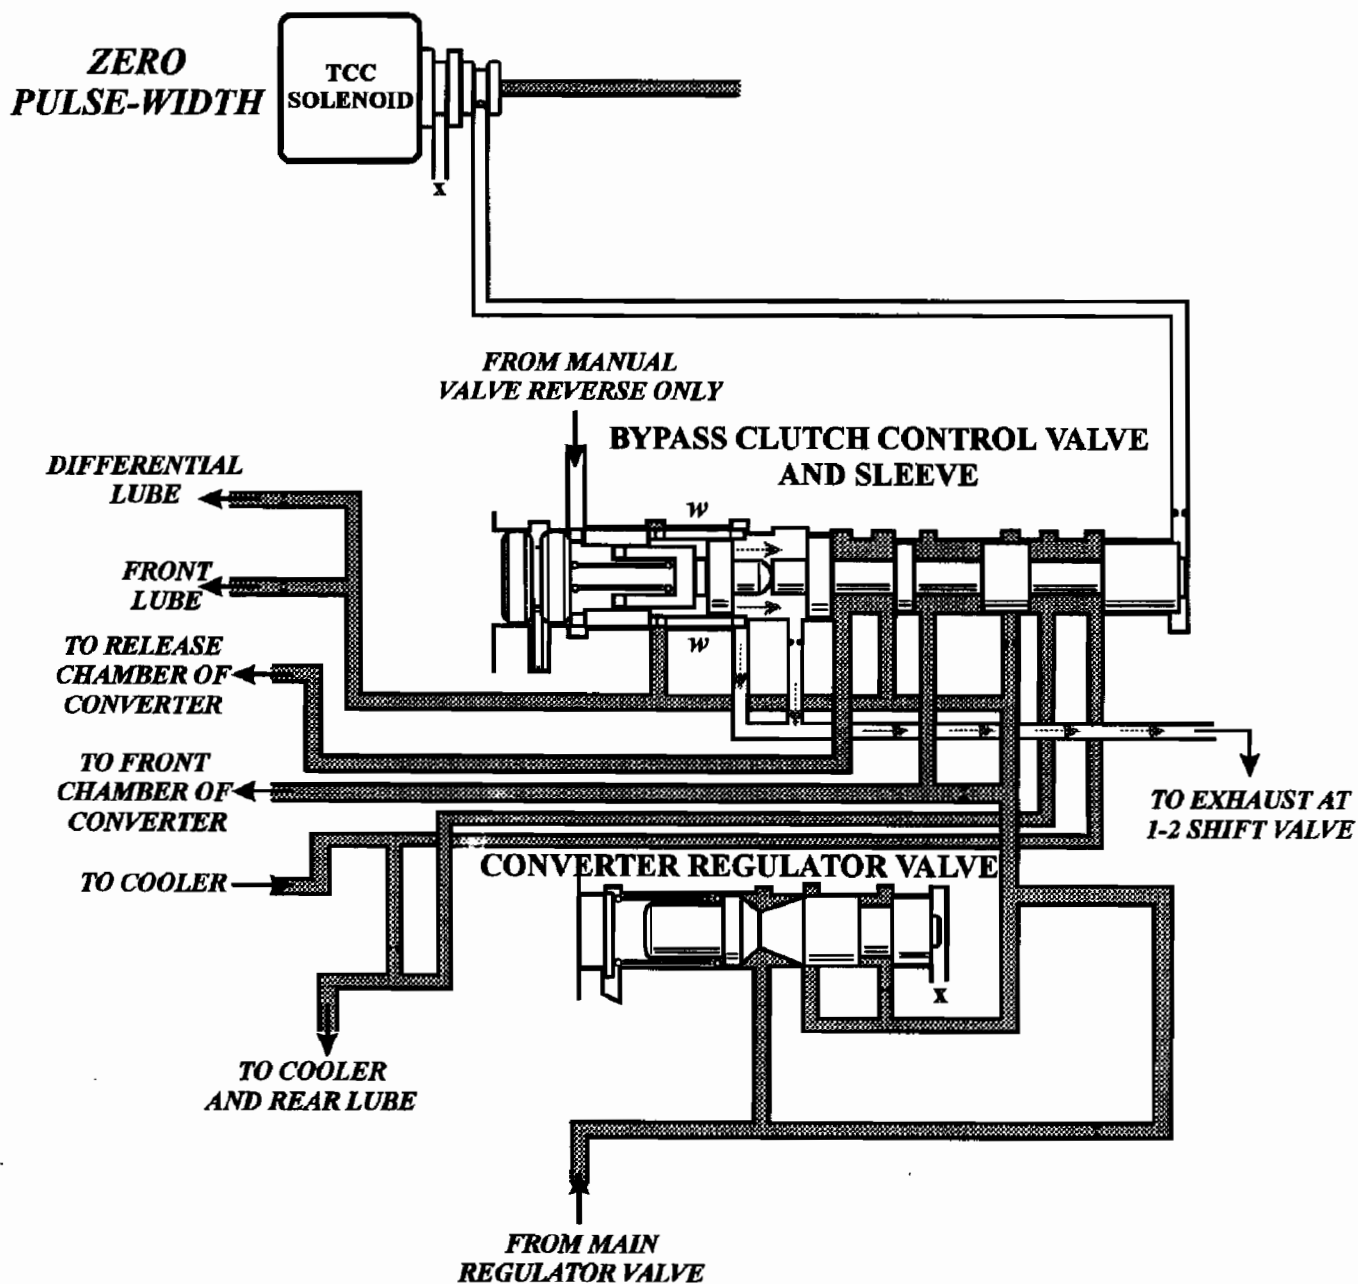 ZERO
PULSE-WIDTH
TCC
SOLENOID
x
FROM MANUAL
VALVE REVERSE ONLY
BYPASS CLUTCH CONTROL VALVE
AND SLEEVE
DIFFERENTIAL
LUBE
w
FRONT
LUBE
TO RELEASE
CHAMBER OF
CONVERTER
w
TO FRONT
CHAMBER OF
CONVERTER
TO EXHAUST AT
1-2 SHIFT VALVE
TO COOLER
CONVERTER REGULATOR VALVE
x
TO COOLER
AND REAR LUBE
FROM MAIN
REGULATOR VALVE